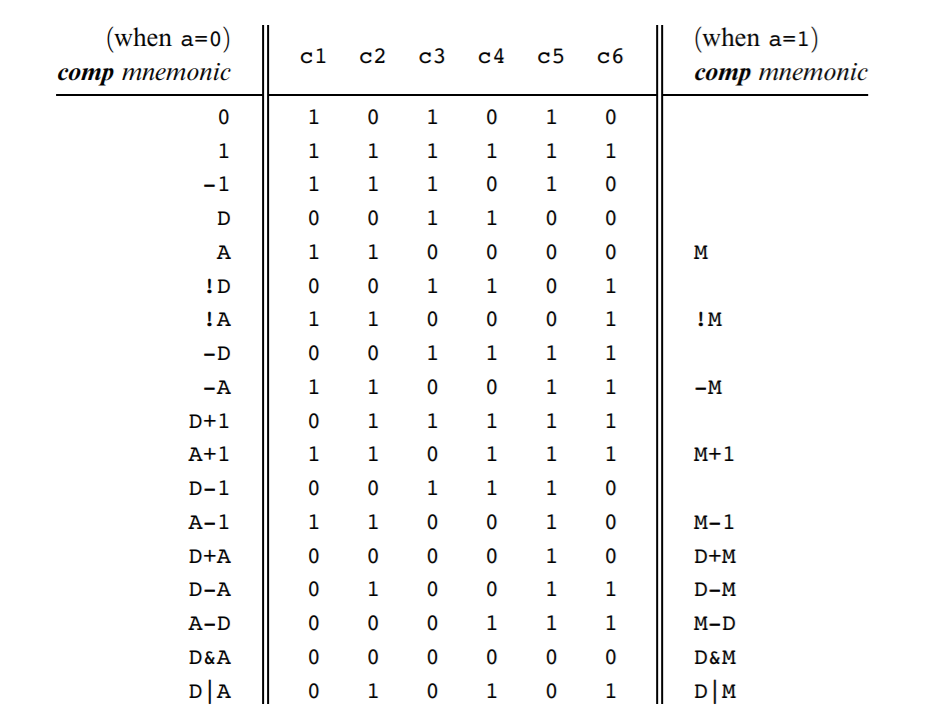 (when a=0) c1 c2 c3 c4 c5 c6 (when a=1)
comp mnemonic comp mnemonic
0 1 0 1 0 1 0
1 1 1 1 1 1 1
-1 1 1 1 0 1 0
D 0 0 1 1 0 0
A 1 1 0 0 0 0 M
!D 0 0 1 1 0 1
!A 1 1 0 0 0 1 !M
-D 0 0 1 1 1 1
-A 1 1 0 0 1 1 -M
D+1 0 1 1 1 1 1
A+1 1 1 0 1 1 1 M+1
D-1 0 0 1 1 1 0
A-1 1 1 0 0 1 0 M-1
D+A 0 0 0 0 1 0 D+M
D-A 0 1 0 0 1 1 D-M
A-D 0 0 0 1 1 1 M-D
D&A 0 0 0 0 0 0 D&M
D|A 0 1 0 1 0 1 D|M